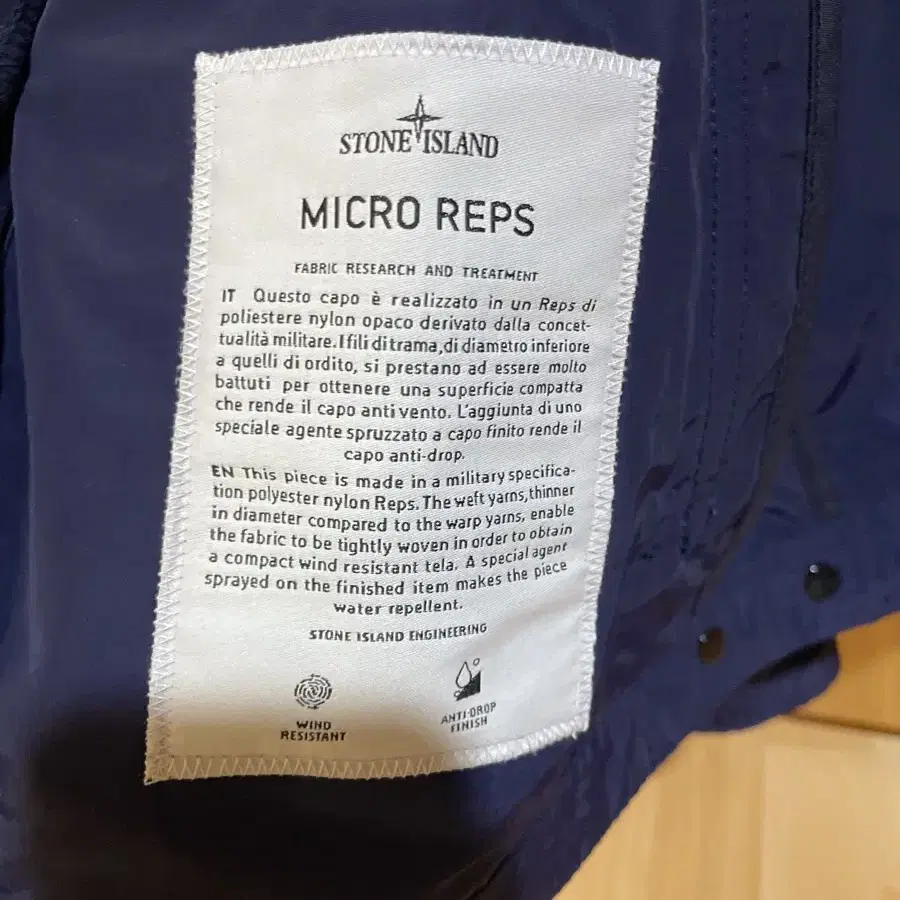 STONE ISLAND
MICRO REPS
FABRIC RESEARCH AND TREATMENT
IT Questo capo è realizzato in un Reps di
poliestere nylon opaco derivato dalla concet-
tualità militare. I fili di trama, di diametro inferiore
a quelli di ordito, si prestano ad essere molto
battuti per ottenere una superficie compatta
che rende il capo anti vento. L'aggiunta di uno
speciale agente spruzzato a capo finito rende il
capo anti-drop.
EN This piece is made in a military specifica-
tion polyester nylon Reps. The weft yarns, thinner
in diameter compared to the warp yarns, enable
the fabric to be tightly woven in order to obtain
a compact wind resistant tela. A special agent
sprayed on the finished item makes the piece
water repellent.
STONE ISLAND ENGINEERING
WIND
RESISTANT
ANTI-DROP
FINISH